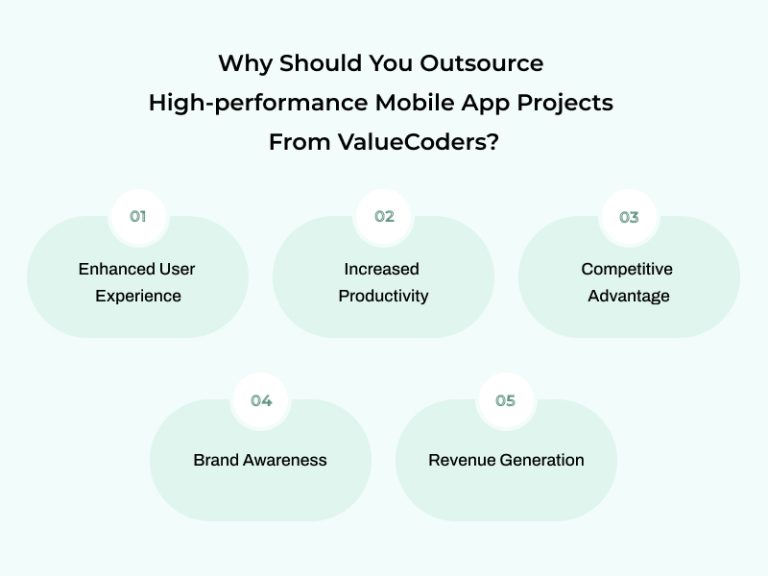 Why Should You Outsource
High-performance Mobile App Projects
From ValueCoders?
01
Enhanced User
Experience
02
Increased
Productivity
03
Competitive
Advantage
04
Brand Awareness
05
Revenue Generation